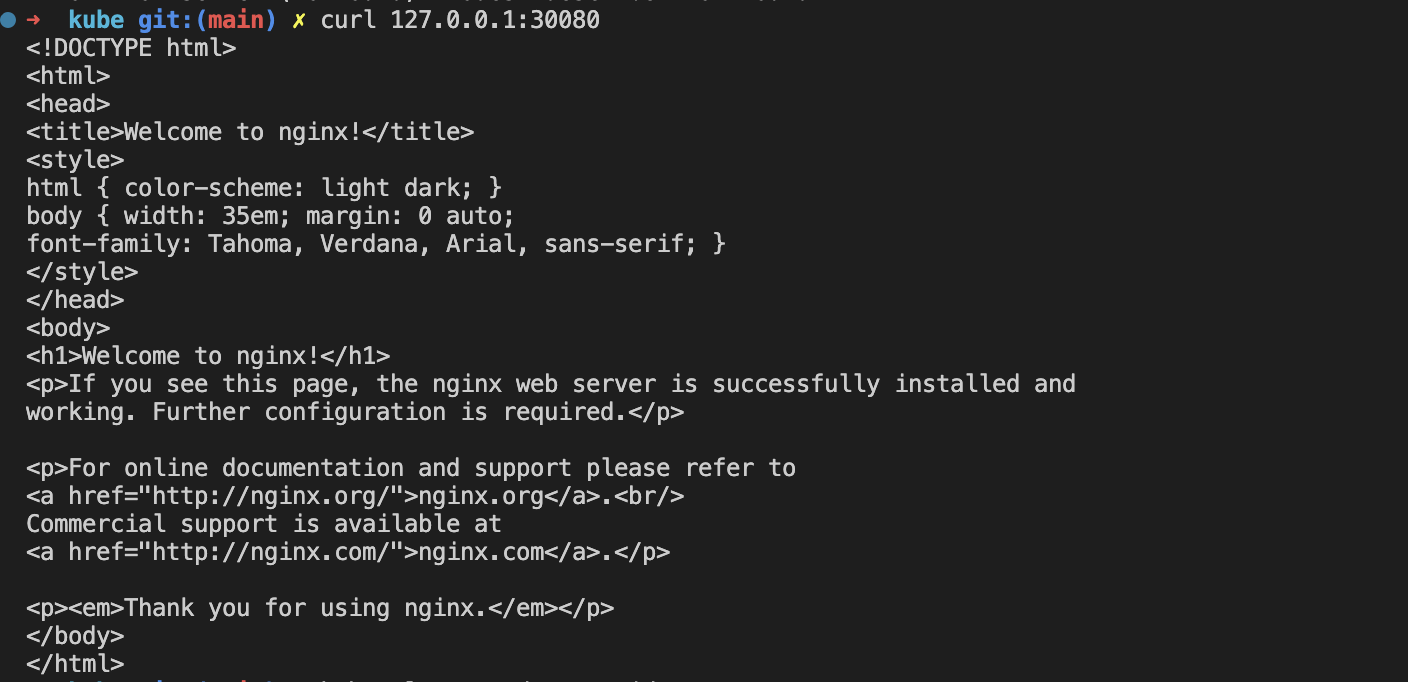 ➜ kube git:(main) ✗ curl 127.0.0.1:30080
<!DOCTYPE html>
<html>
<head>
<title>Welcome to nginx!</title>
<style>
html { color-scheme: light dark; }
body { width: 35em; margin: 0 auto;
font-family: Tahoma, Verdana, Arial, sans-serif; }
</style>
</head>
<body>
<h1>Welcome to nginx!</h1>
<p>If you see this page, the nginx web server is successfully installed and
working. Further configuration is required.</p>
<p>For online documentation and support please refer to
<a href="http://nginx.org/">nginx.org</a>.<br/>
Commercial support is available at
<a href="http://nginx.com/">nginx.com</a>.</p>
<p><em>Thank you for using nginx.</em></p>
</body>
</html>